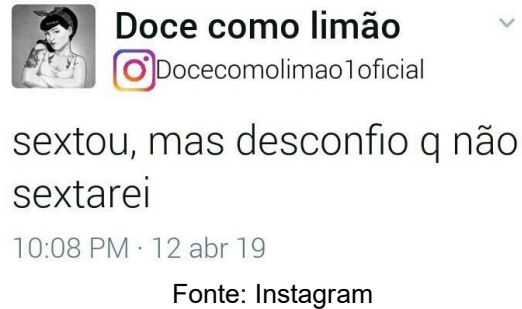 Doce como limão
Docecomolimao1oficial
sextou, mas desconfio q não
sextarei
10:08 PM · 12 abr 19
Fonte: Instagram